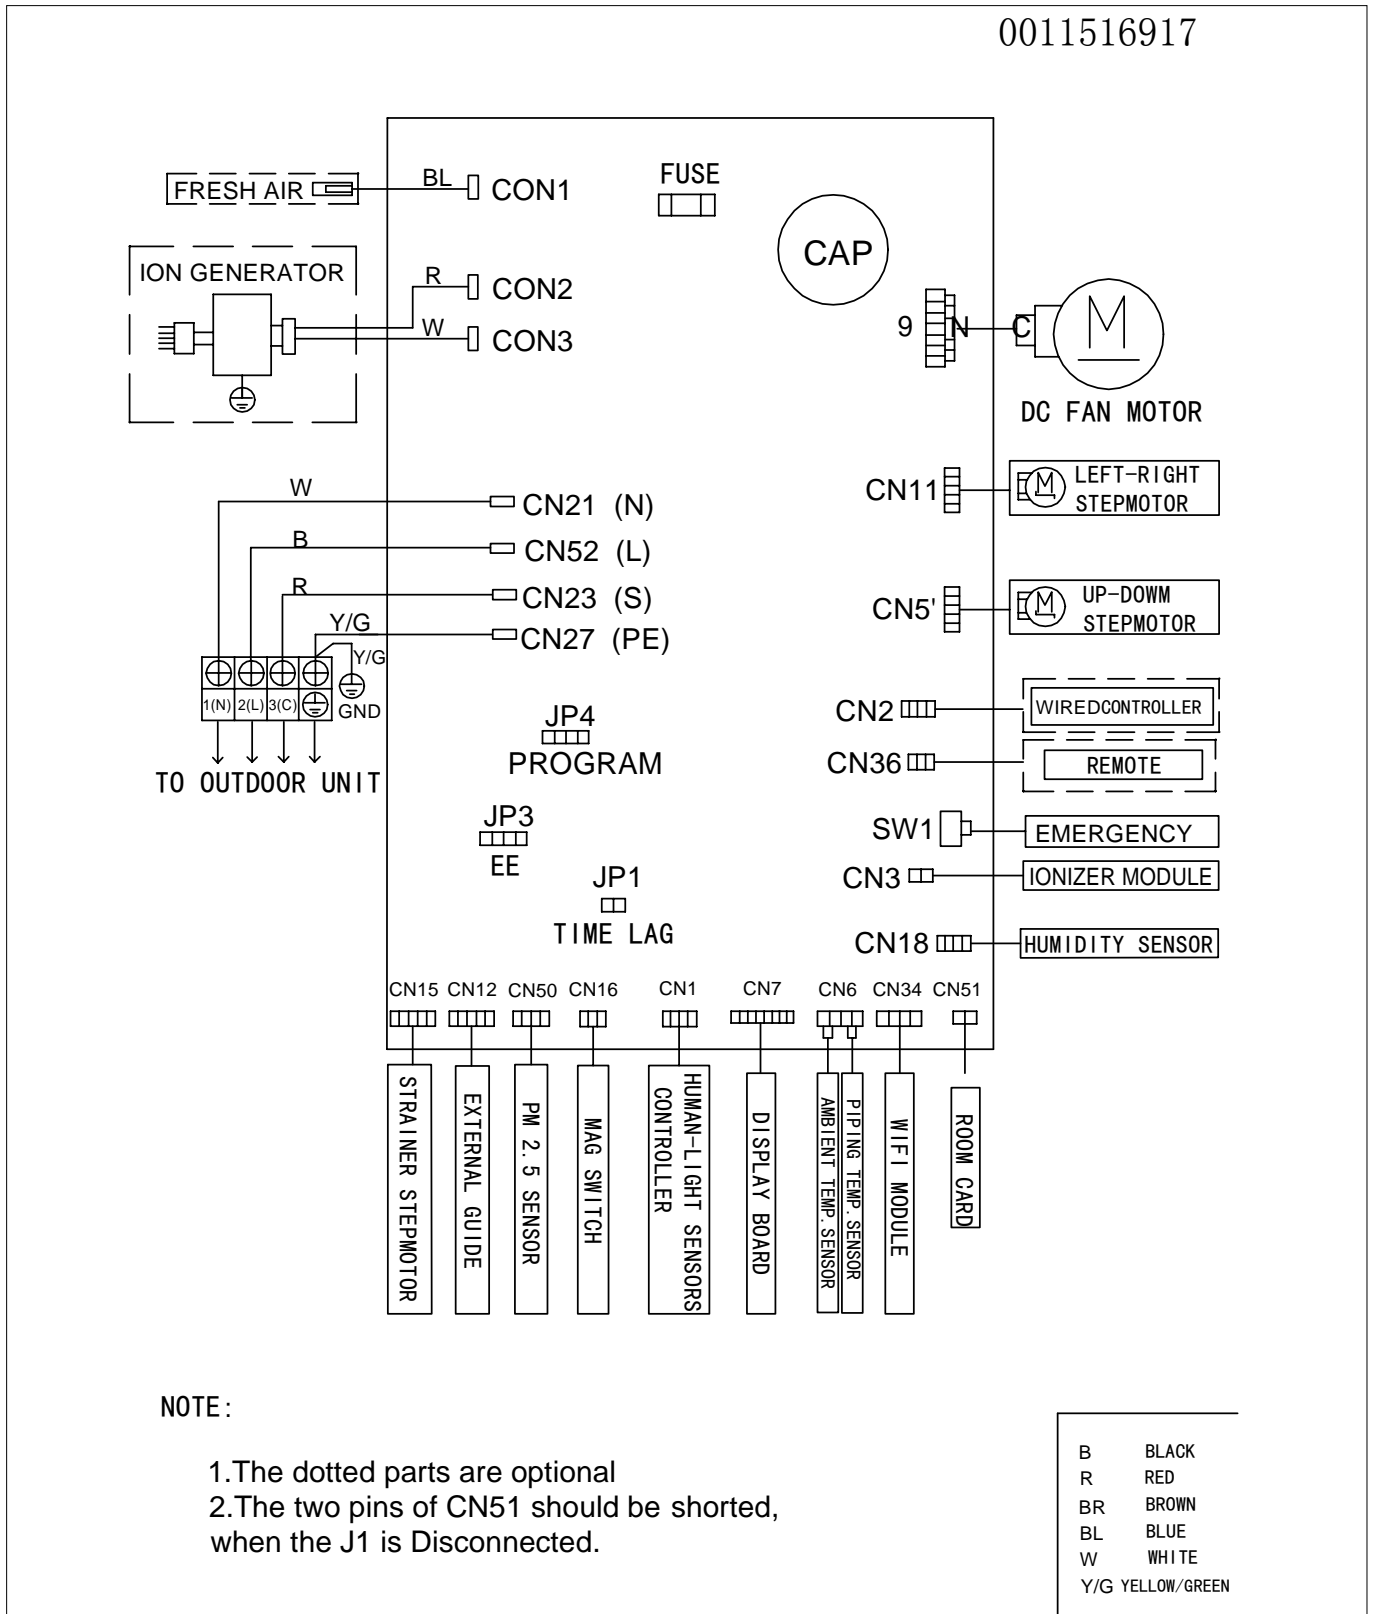 0011516917
FUSE
FRESH AIR
BL
CON1
CAP
ION GENERATOR
R
CON2
W
CON3
9
N
C
M
DC FAN MOTOR
W
CN21 (N)
B
CN52 (L)
R
CN23 (S)
Y/G
CN27 (PE)
Y/G
1(N) 2(L) 3(C)
GND
TO OUTDOOR UNIT
CN11
M
LEFT-RIGHT
STEPMOTOR
CN5'
M
UP-DOWM
STEPMOTOR
JP4
PROGRAM
CN2
WIREDCONTROLLER
CN36
REMOTE
JP3
EE
SW1
EMERGENCY
JP1
TIME LAG
CN3
IONIZER MODULE
CN18
HUMIDITY SENSOR
CN15 CN12 CN50 CN16 CN1 CN7 CN6 CN34 CN51
STRAINER STEPMOTOR
EXTERNAL GUIDE
PM 2.5 SENSOR
MAG SWITCH
HUMAN-LIGHT SENSORS
CONTROLLER
DISPLAY BOARD
AMBIENT TEMP.SENSOR
PIPING TEMP.SENSOR
WIFI MODULE
ROOM CARD
NOTE:
1.The dotted parts are optional
2.The two pins of CN51 should be shorted,
when the J1 is Disconnected.
B BLACK
R RED
BR BROWN
BL BLUE
W WHITE
Y/G YELLOW/GREEN